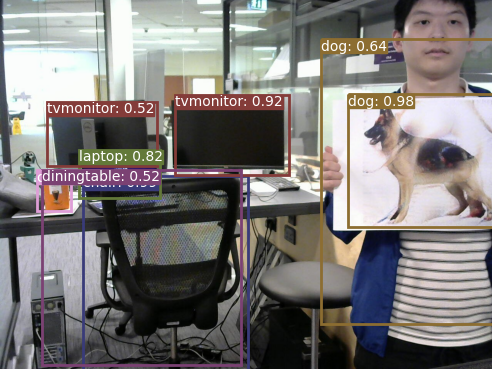 dog: 0.64
tvmonitor: 0.52
tvmonitor: 0.92
dog: 0.98
laptop: 0.82
diningtable: 0.52